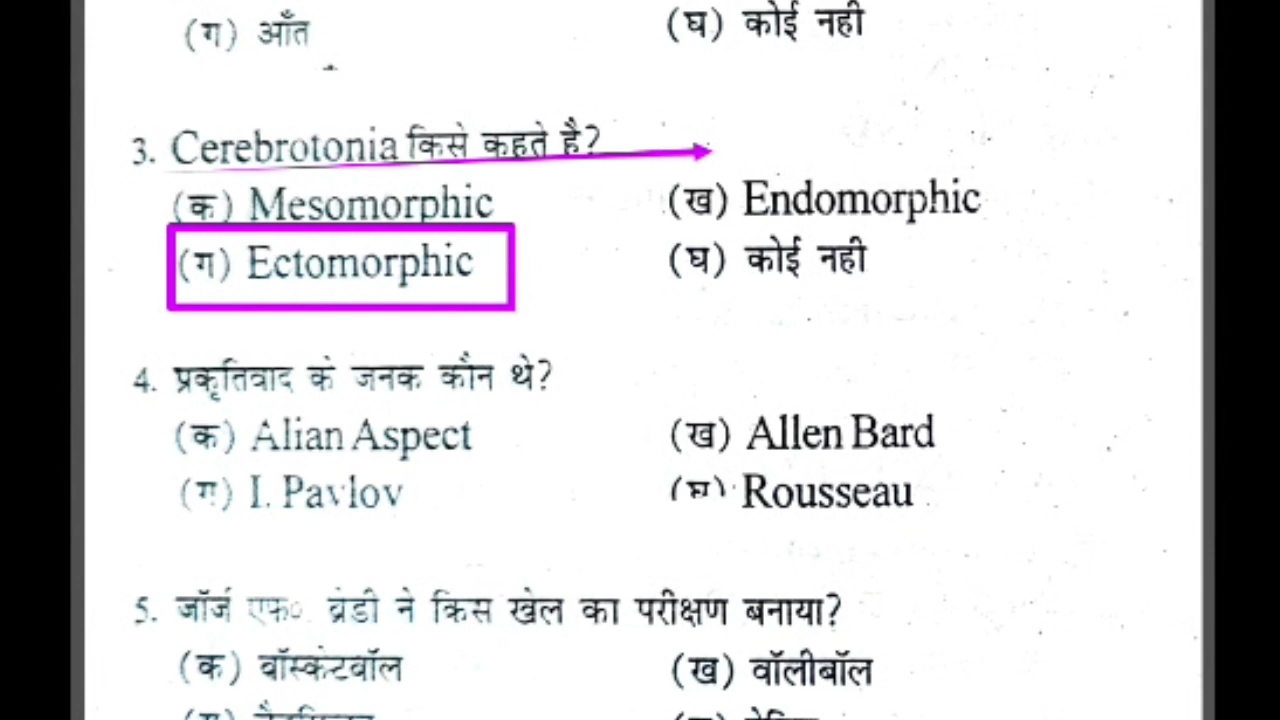 (ग) आँत (घ) कोई नही
3. Cerebrotonia किसे कहते है?
(क) Mesomorphic (ख) Endomorphic
(ग) Ectomorphic (घ) कोई नही
4. प्रकृतिवाद के जनक कौन थे?
(क) Alian Aspect (ख) Allen Bard
(ग) I. Pavlov (घ) Rousseau
5. जॉर्ज एफ० ब्रेडी ने किस खेल का परीक्षण बनाया?
(क) बॉस्केटबॉल (ख) वॉलीबॉल